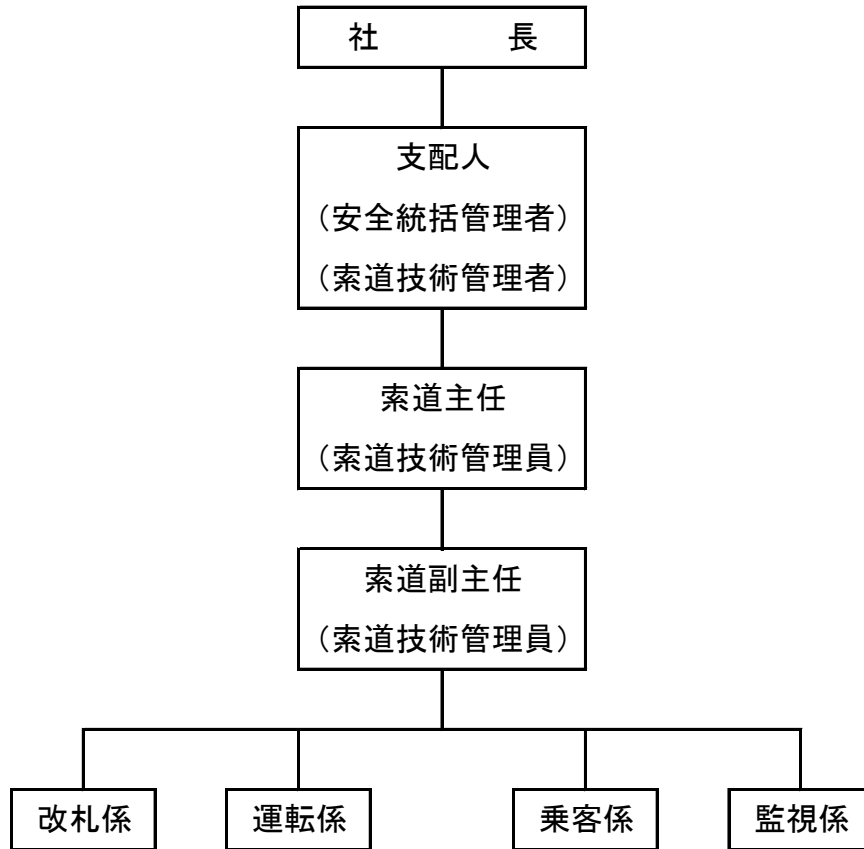 社　　　長
支配人
（安全統括管理者）
（索道技術管理者）
索道主任
（索道技術管理員）
索道副主任
（索道技術管理員）
改札係
運転係
乗客係
監視係